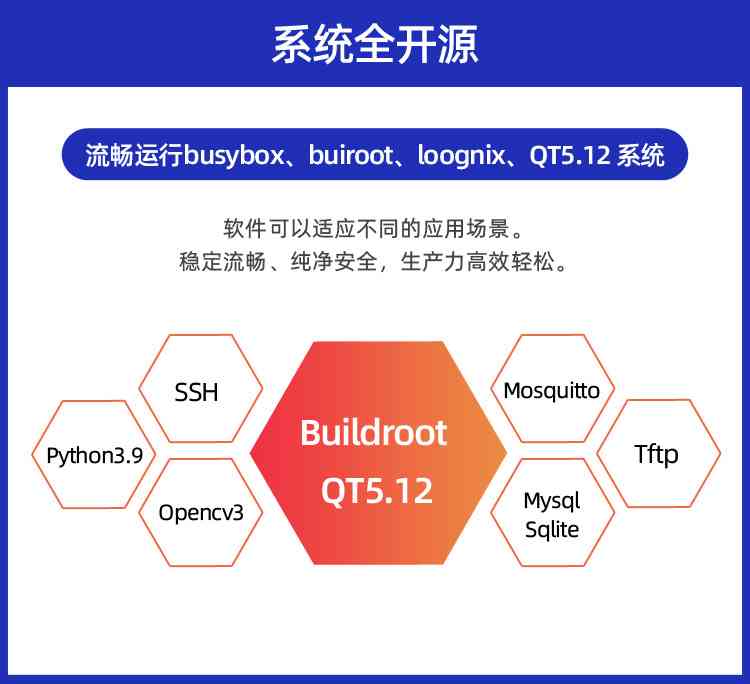 系统全开源
流畅运行busybox、buiroot、loognix、QT5.12 系统
软件可以适应不同的应用场景。
稳定流畅、纯净安全，生产力高效轻松。
SSH
Python3.9
Opencv3
Buildroot
QT5.12
Mosquitto
Tftp
Mysql
Sqlite